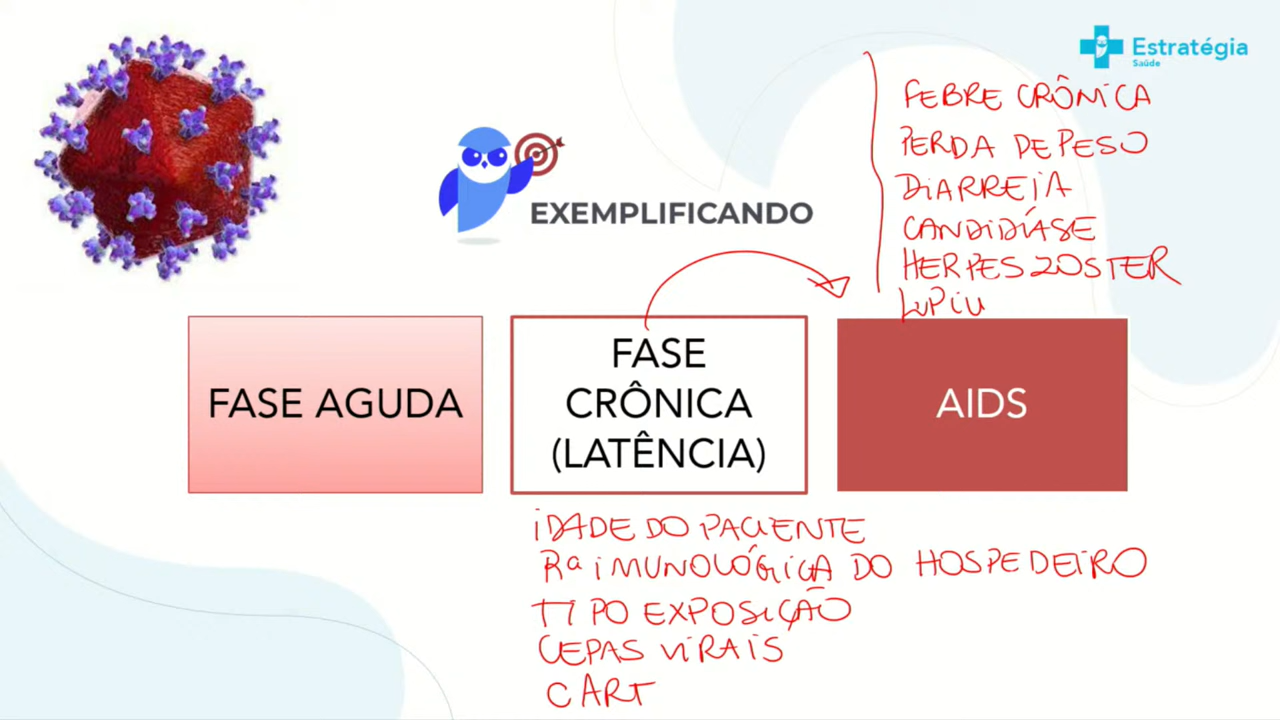 Estratégia
Saúde
FEBRE CRÔNICA
PERDA DE PESO
DIARREIA
CANDIDÍASE
HERPES ZOSTER
LUPIU
EXEMPLIFICANDO
FASE AGUDA
FASE
CRÔNICA
(LATÊNCIA)
AIDS
IDADE DO PACIENTE
Rª IMUNOLÓGICA DO HOSPEDEIRO
TIPO EXPOSIÇÃO
CEPAS VIRAIS
CART